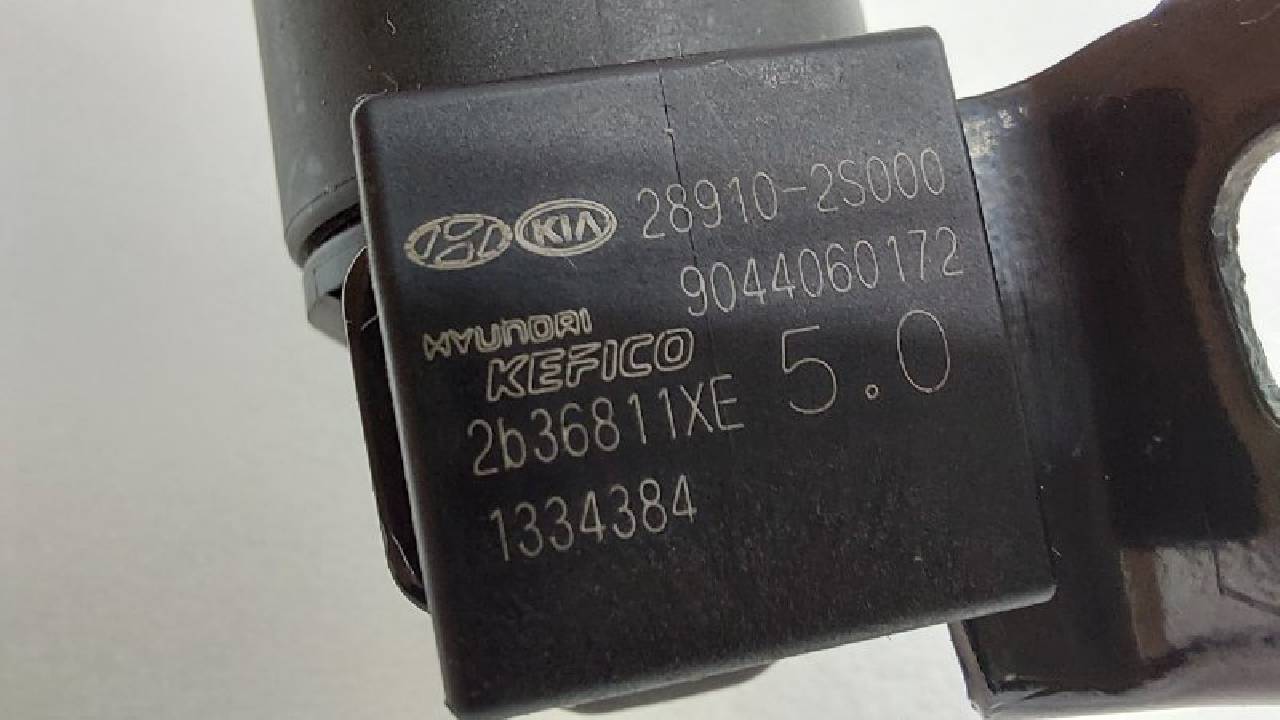 KIA 28910-2S000
9044060172
HYUNDAI
KEFICO 5.0
2b36811XE
1334384